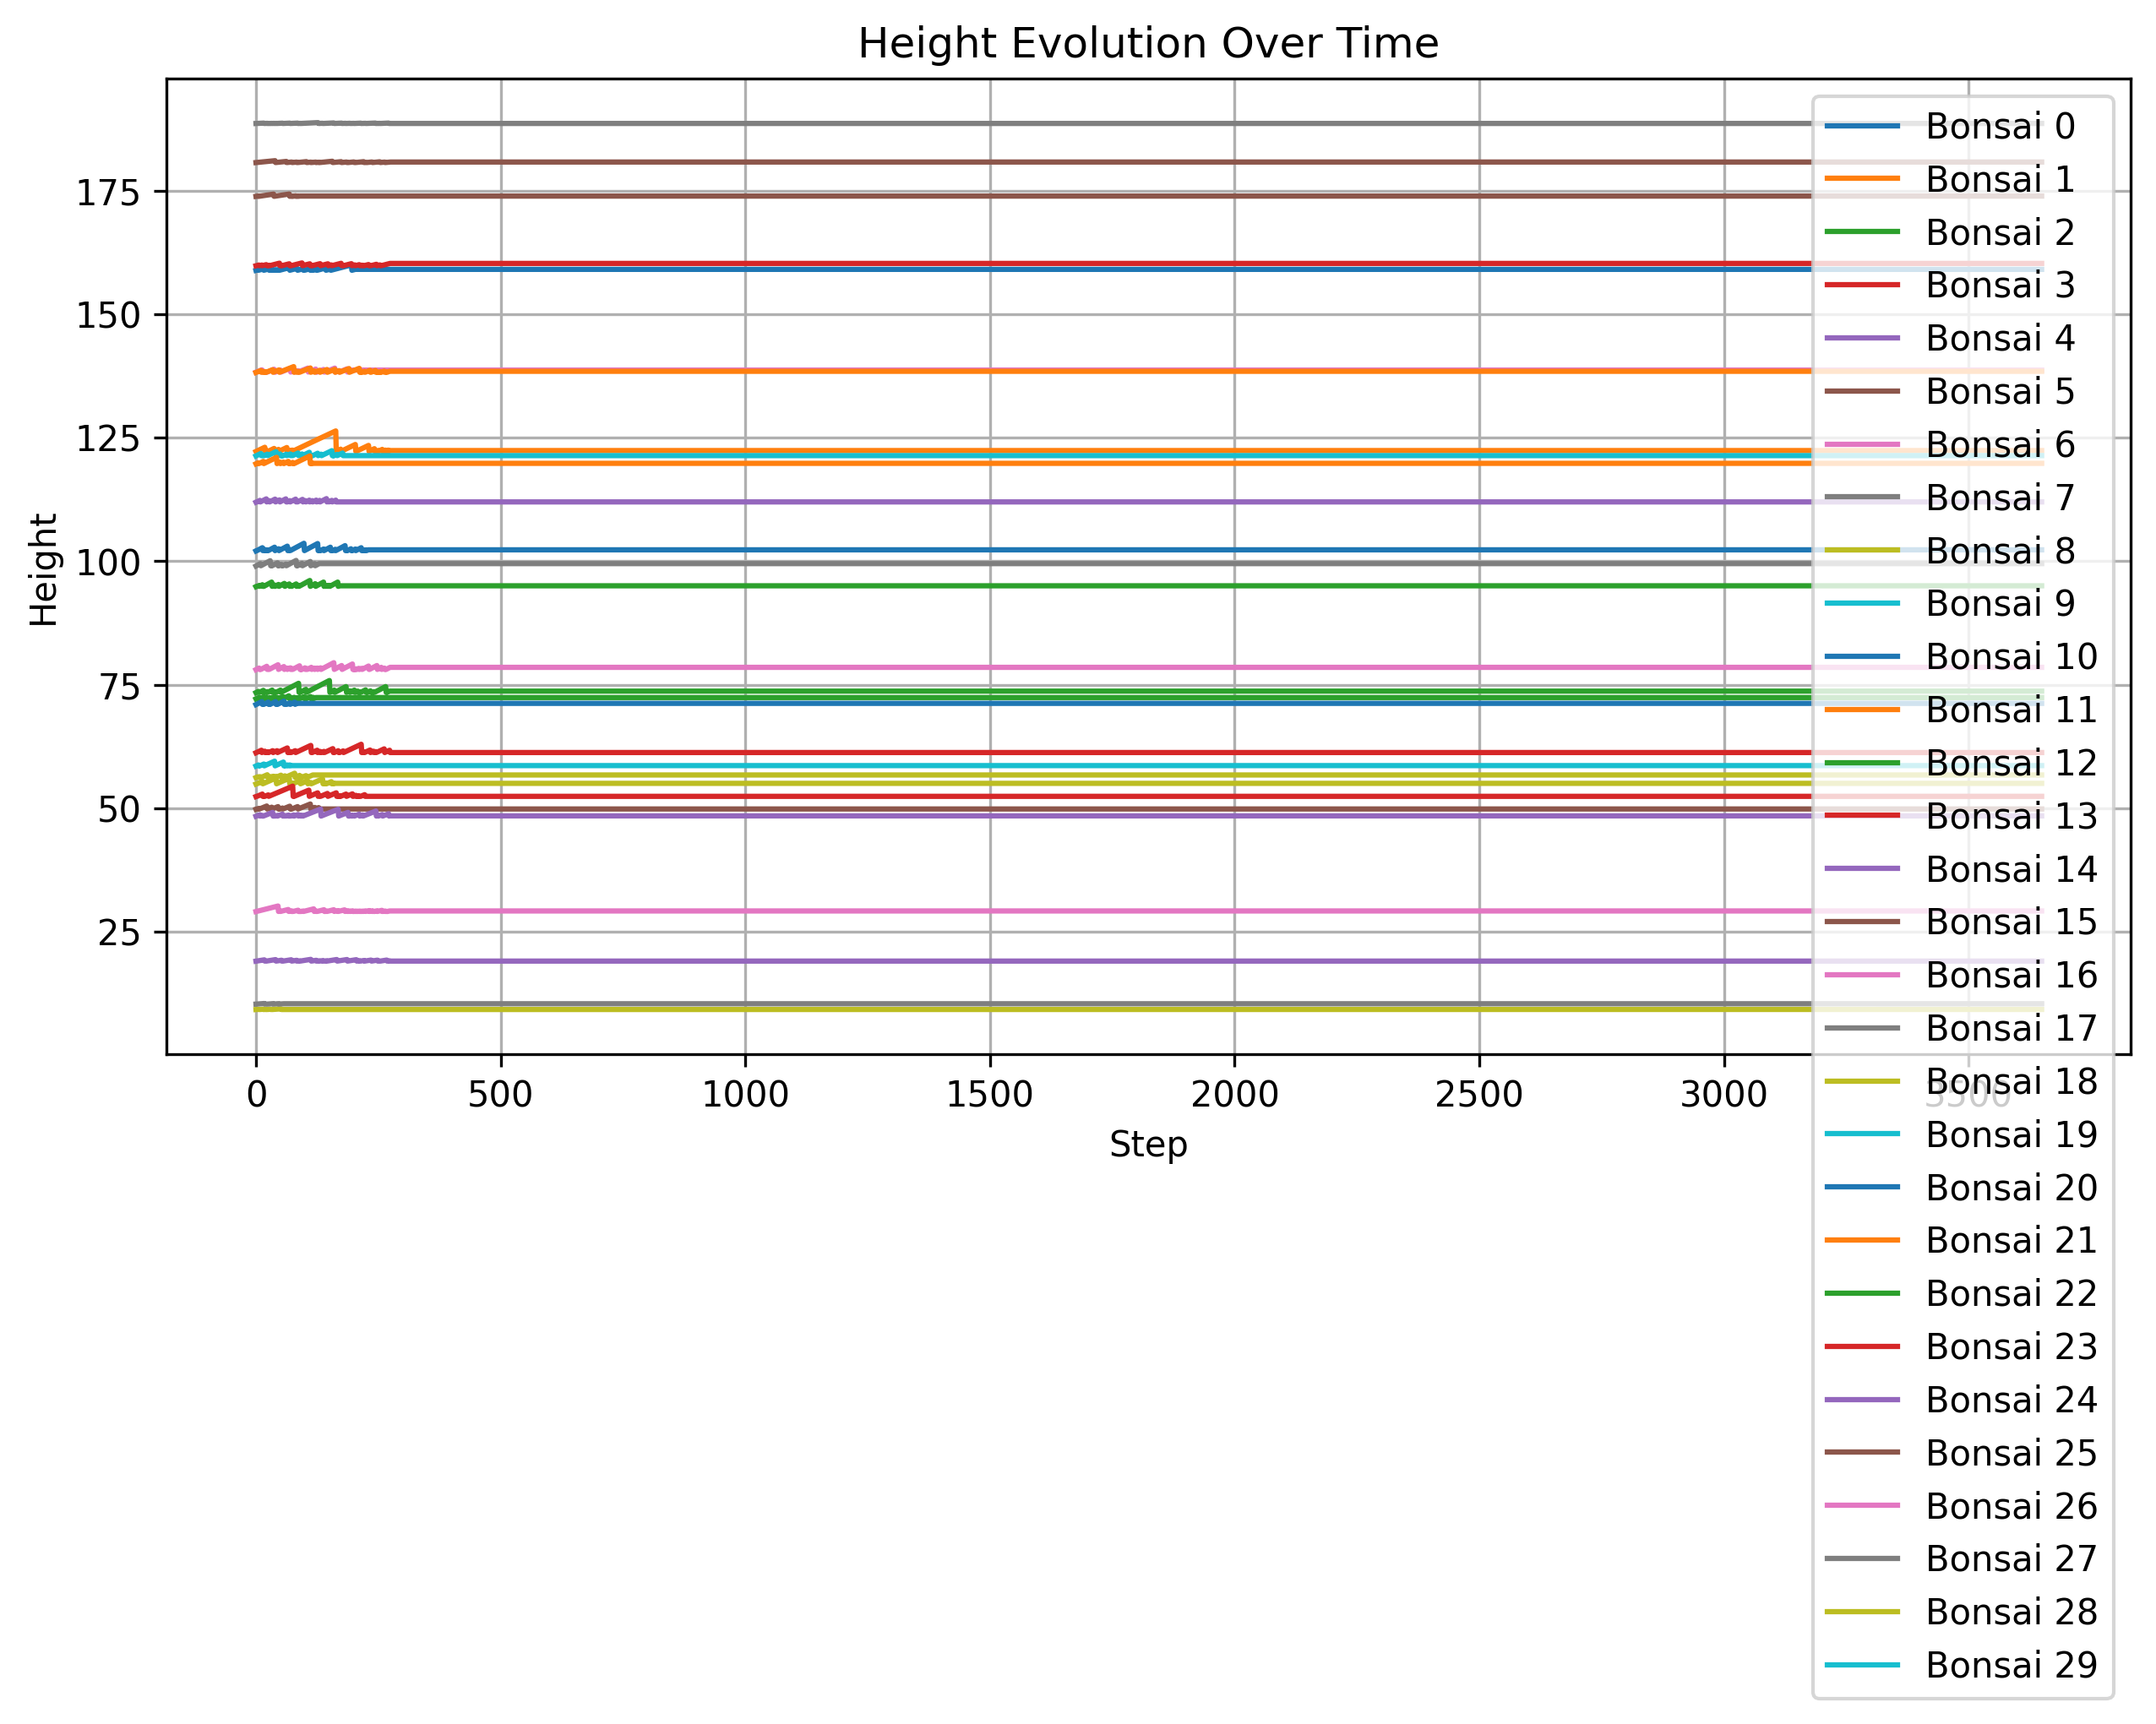 Height Evolution Over Time
Height
175
150
125
100
75
50
25
0 500 1000 1500 2000 2500 3000 3500
Step
Bonsai 0
Bonsai 1
Bonsai 2
Bonsai 3
Bonsai 4
Bonsai 5
Bonsai 6
Bonsai 7
Bonsai 8
Bonsai 9
Bonsai 10
Bonsai 11
Bonsai 12
Bonsai 13
Bonsai 14
Bonsai 15
Bonsai 16
Bonsai 17
Bonsai 18
Bonsai 19
Bonsai 20
Bonsai 21
Bonsai 22
Bonsai 23
Bonsai 24
Bonsai 25
Bonsai 26
Bonsai 27
Bonsai 28
Bonsai 29